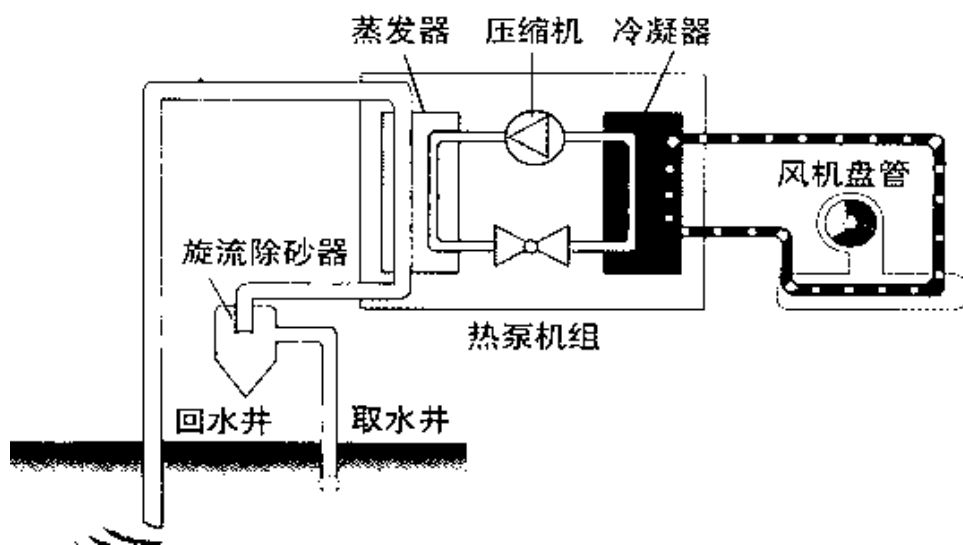 蒸发器
压缩机
冷凝器
风机盘管
旋流除砂器
热泵机组
回水井
取水井